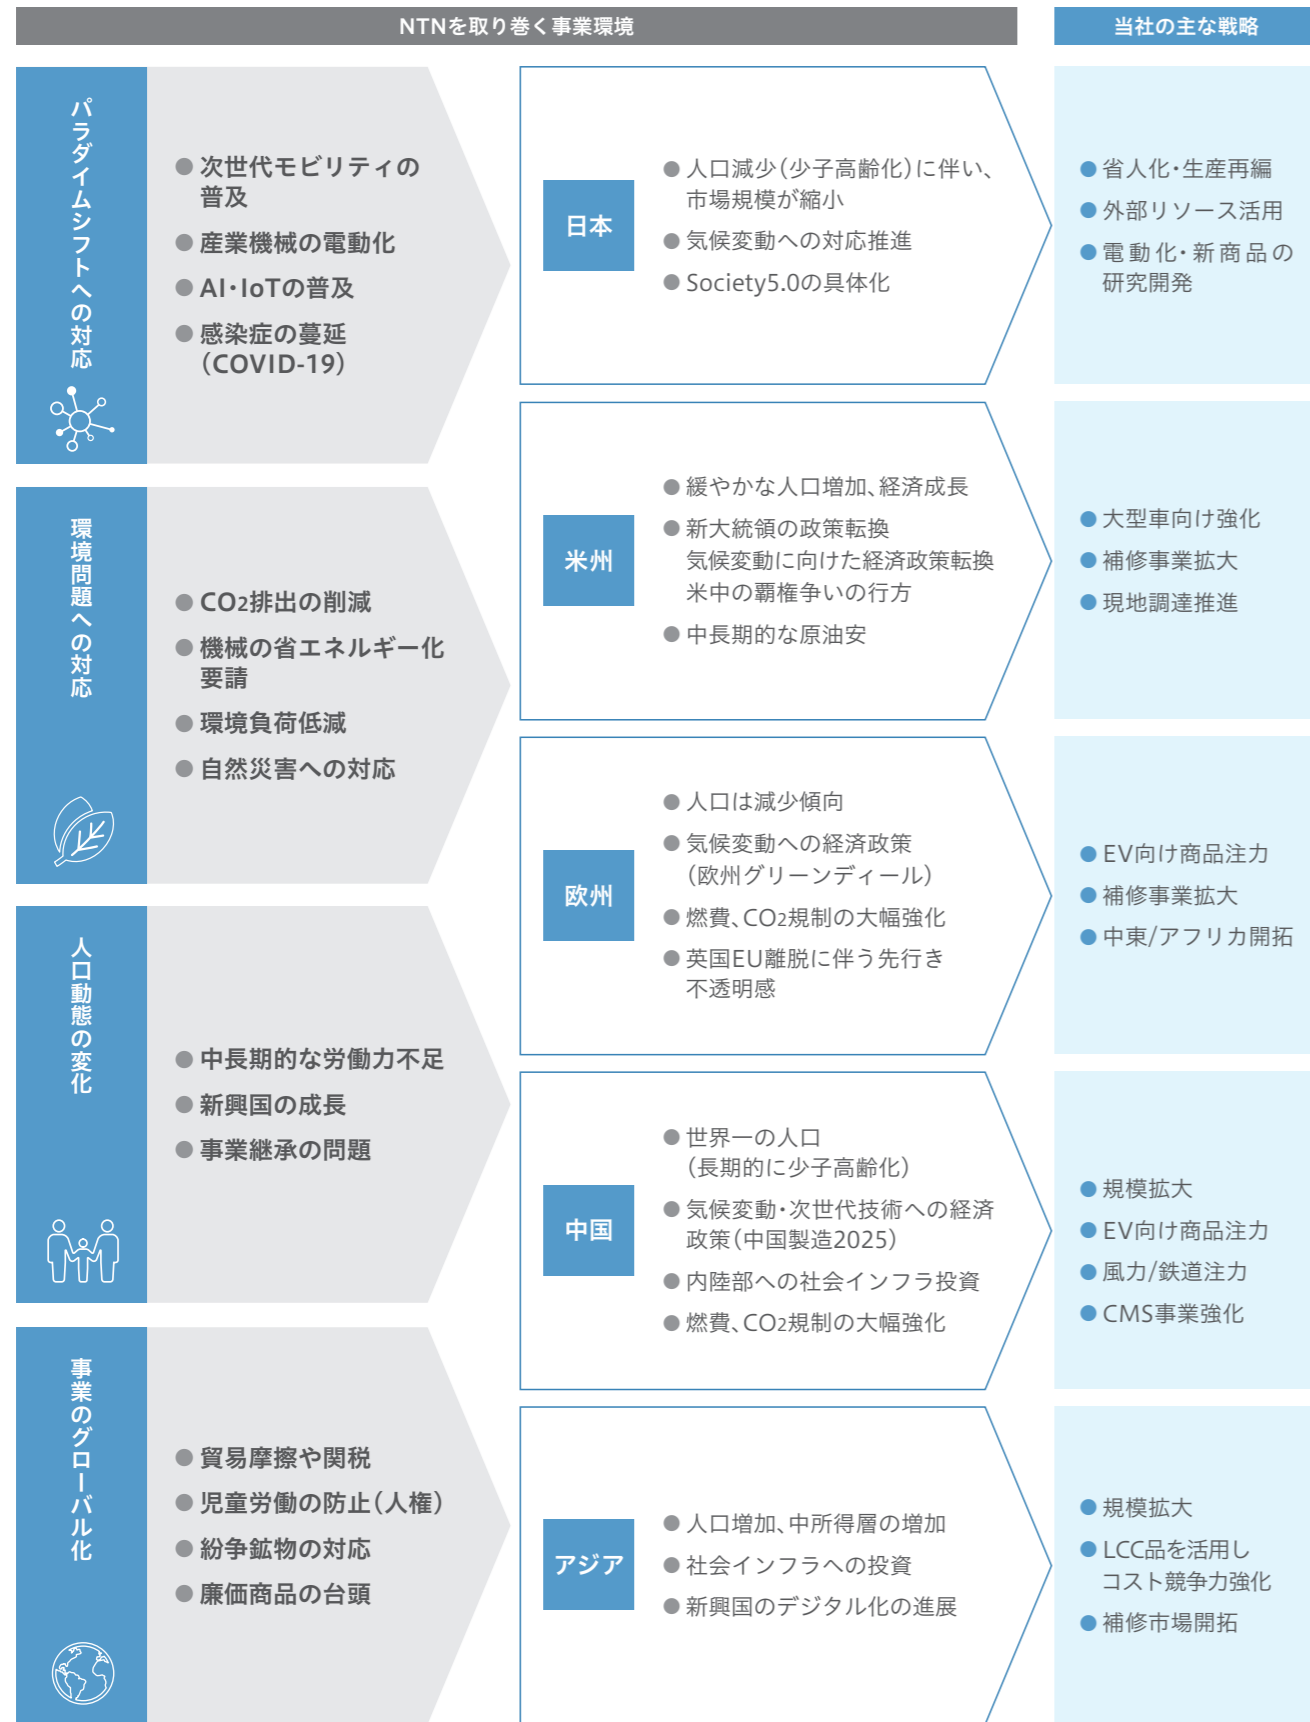 NTNを取り巻く事業環境
当社の主な戦略
パラダイムシフトへの対応
● 次世代モビリティの
普及
● 産業機械の電動化
● AI・IoTの普及
● 感染症の蔓延
（COVID-19）
環境問題への対応
● CO2排出の削減
● 機械の省エネルギー化
要請
● 環境負荷低減
● 自然災害への対応
人口動態の変化
● 中長期的な労働力不足
● 新興国の成長
● 事業継承の問題
事業のグローバル化
● 貿易摩擦や関税
● 児童労働の防止（人権）
● 紛争鉱物の対応
● 廉価商品の台頭
日本
● 人口減少（少子高齢化）に伴い、
市場規模が縮小
● 気候変動への対応推進
● Society5.0の具体化
● 省人化・生産再編
● 外部リソース活用
● 電動化・新商品の
研究開発
米州
● 緩やかな人口増加、経済成長
● 新大統領の政策転換
気候変動に向けた経済政策転換
米中の覇権争いの行方
● 中長期的な原油安
● 大型車向け強化
● 補修事業拡大
● 現地調達推進
欧州
● 人口は減少傾向
● 気候変動への経済政策
（欧州グリーンディール）
● 燃費、CO2規制の大幅強化
● 英国EU離脱に伴う先行き
不透明感
● EV向け商品注力
● 補修事業拡大
● 中東/アフリカ開拓
中国
● 世界一の人口
（長期的に少子高齢化）
● 気候変動・次世代技術への経済
政策（中国製造2025）
● 内陸部への社会インフラ投資
● 燃費、CO2規制の大幅強化
● 規模拡大
● EV向け商品注力
● 風力/鉄道注力
● CMS事業強化
アジア
● 人口増加、中所得層の増加
● 社会インフラへの投資
● 新興国のデジタル化の進展
● 規模拡大
● LCC品を活用し
コスト競争力強化
● 補修市場開拓